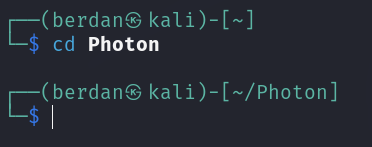 ┌──(berdan㉿kali)-[~]
└─$ cd Photon
┌──(berdan㉿kali)-[~/Photon]
└─$